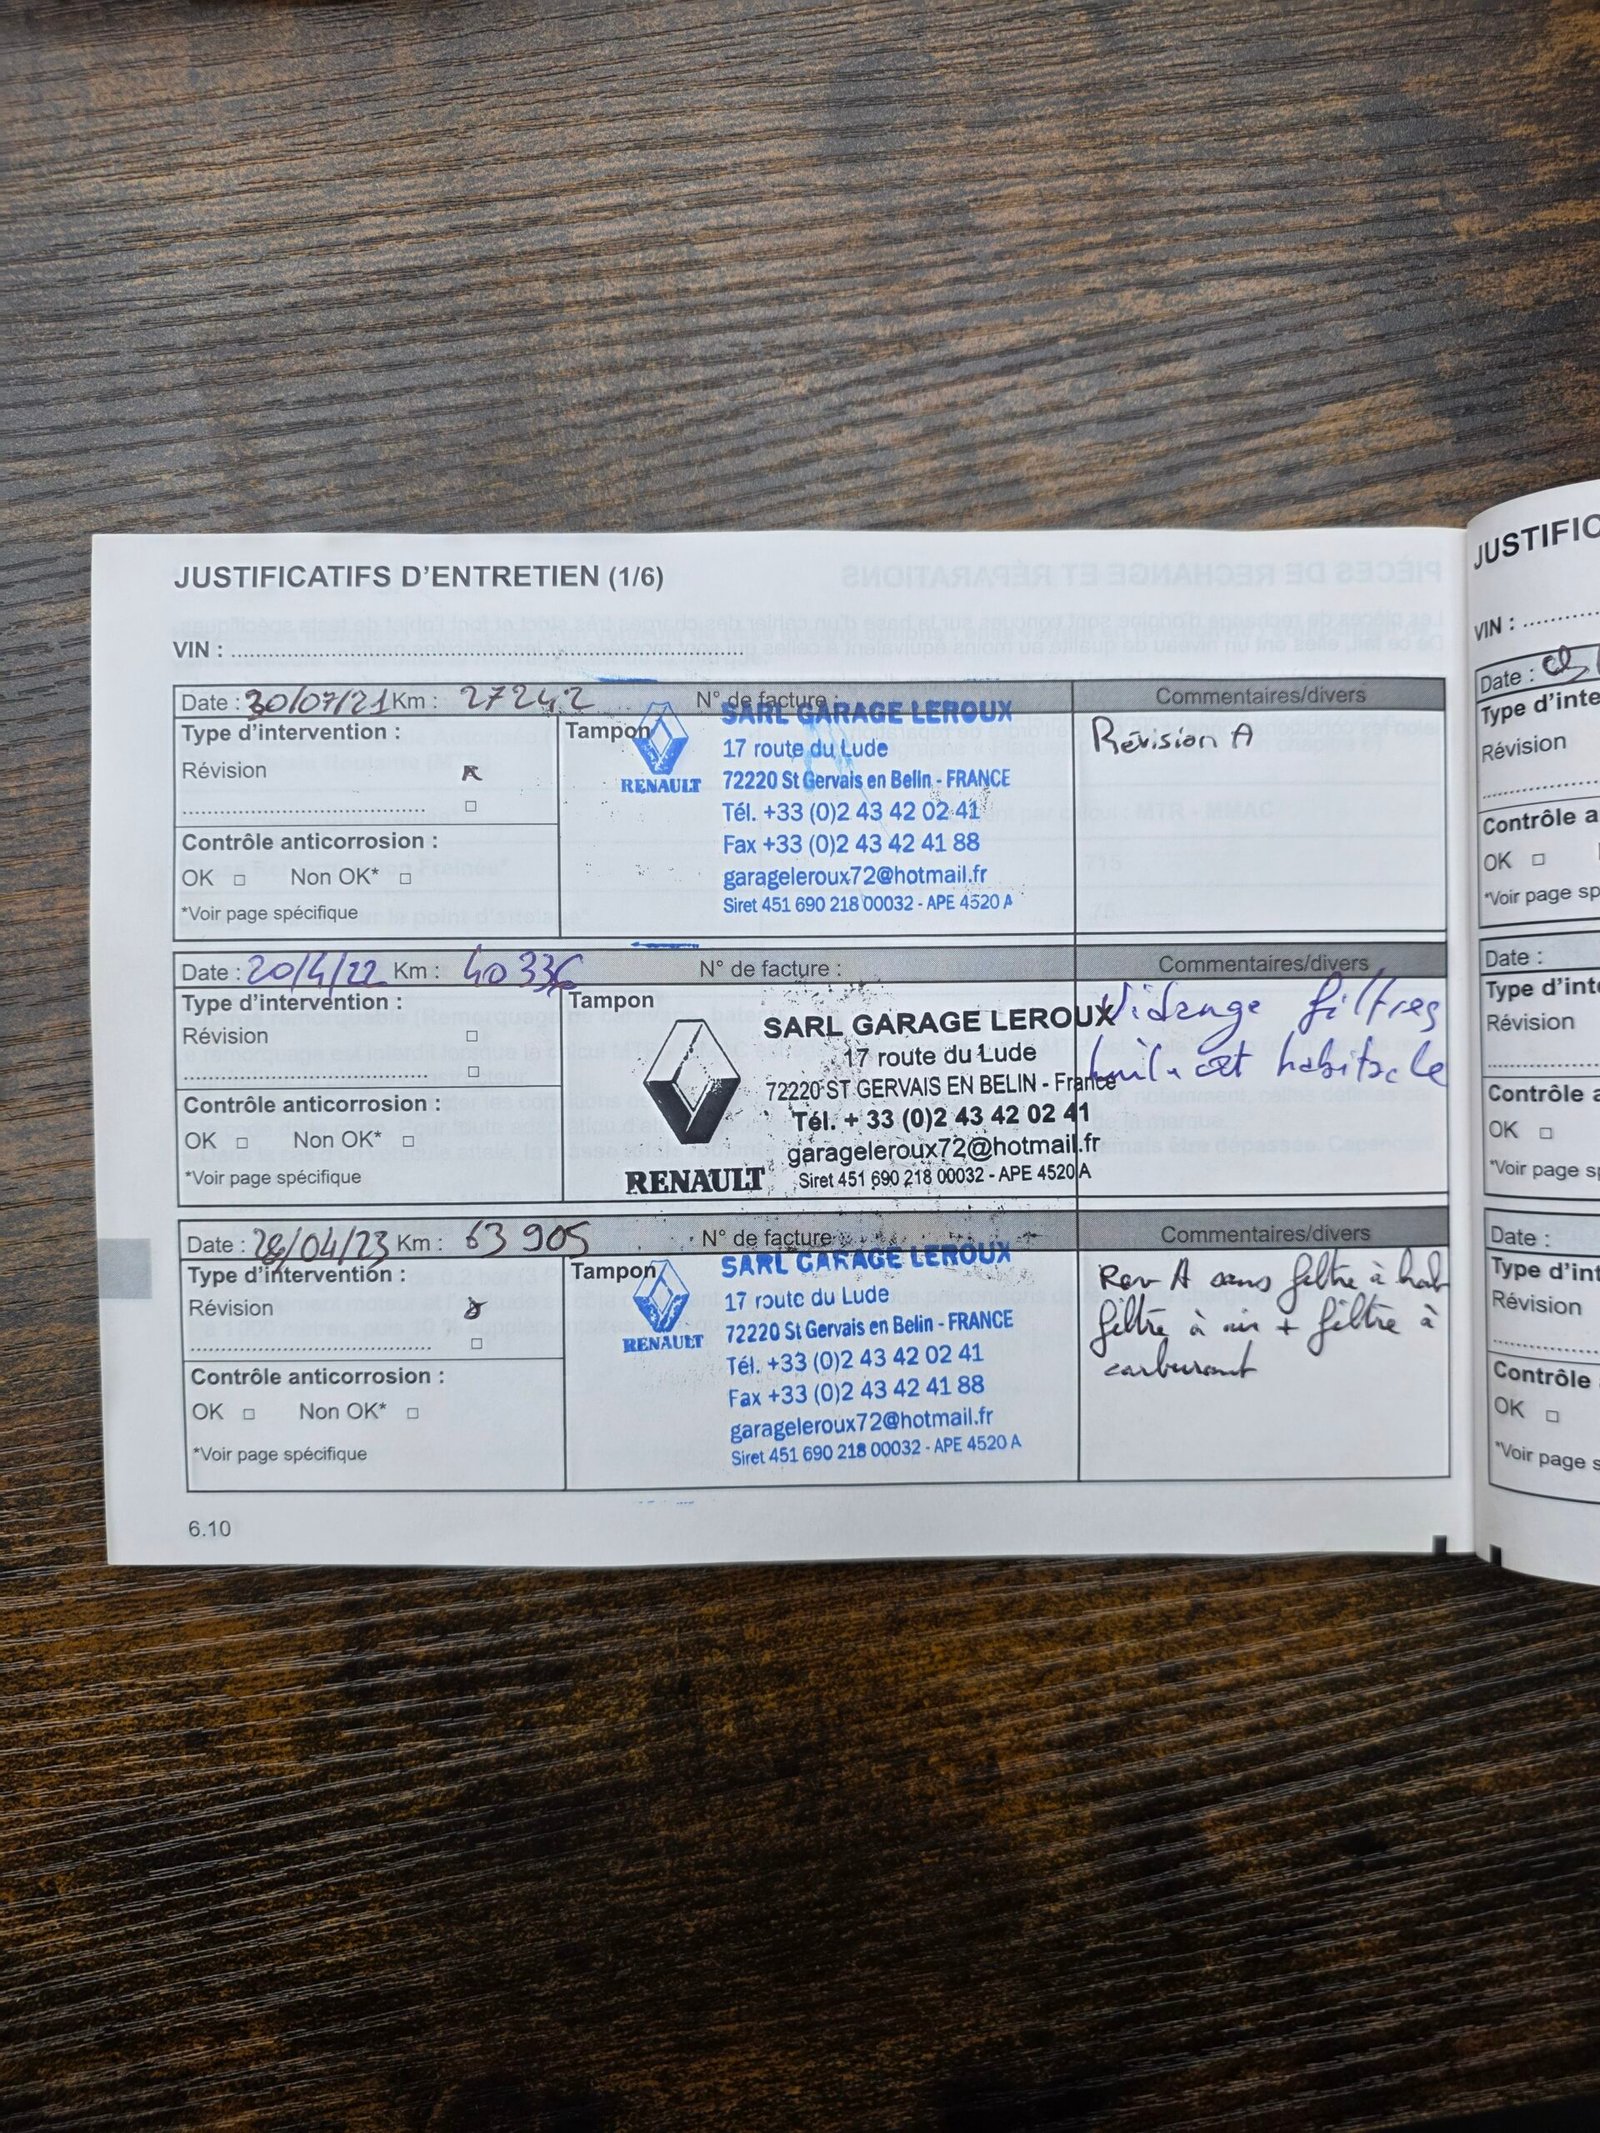 JUSTIFICATIFS D'ENTRETIEN (1/6)
VIN :
Date : 30/07/21 Km : 27242 N° de facture : Commentaires/divers
Type d'intervention :
Révision
Contrôle anticorrosion :
OK Non OK*
*Voir page spécifique
Tampon
RENAULT
SARL GARAGE LEROUX
17 route du Lude
72220 St Gervais en Belin - FRANCE
Tél. +33 (0)2 43 42 02 41
Fax +33 (0)2 43 42 41 88
garageleroux72@hotmail.fr
Siret 451 690 218 00032 - APE 4520 A
Révision A
Date : 20/4/22 Km : 40336 N° de facture : Commentaires/divers
Type d'intervention :
Révision
Contrôle anticorrosion :
OK Non OK*
*Voir page spécifique
Tampon
RENAULT
SARL GARAGE LEROUX
17 route du Lude
72220 ST GERVAIS EN BELIN - France
Tél. + 33 (0)2 43 42 02 41
garageleroux72@hotmail.fr
Siret 451 690 218 00032 - APE 4520 A
Vidange filtres
huile et habitacle
Date : 28/04/23 Km : 63 905 N° de facture : Commentaires/divers
Type d'intervention :
Révision
Contrôle anticorrosion :
OK Non OK*
*Voir page spécifique
Tampon
RENAULT
SARL GARAGE LEROUX
17 route du Lude
72220 St Gervais en Belin - FRANCE
Tél. +33 (0)2 43 42 02 41
Fax +33 (0)2 43 42 41 88
garageleroux72@hotmail.fr
Siret 451 690 218 00032 - APE 4520 A
Rev A sans filtre à hab
filtre à air + filtre à
carburant
6.10
JUSTIFIC
VIN :
Date :
Type d'inte
Révision
Contrôle a
OK
*Voir page sp
Date :
Type d'inte
Révision
Contrôle a
OK
*Voir page sp
Date :
Type d'int
Révision
Contrôle
OK
*Voir page s